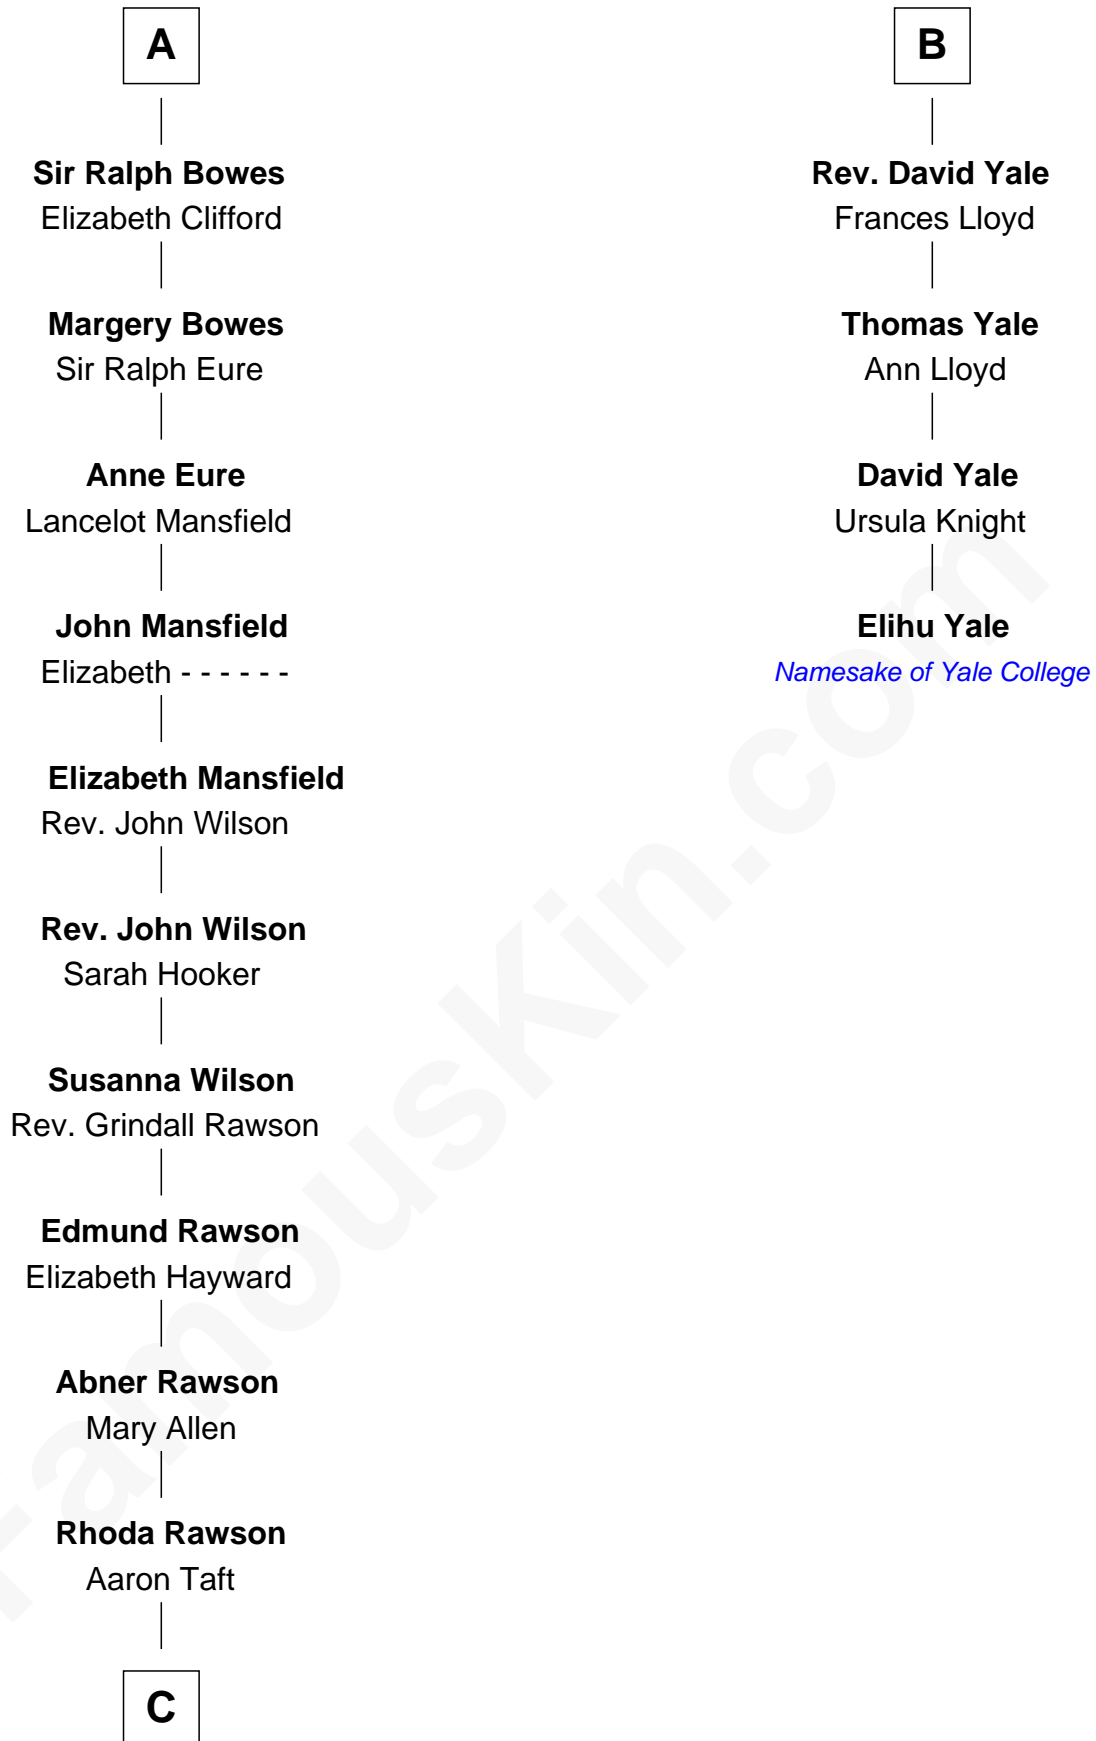 A
Sir Ralph Bowes
Elizabeth Clifford
Margery Bowes
Sir Ralph Eure
Anne Eure
Lancelot Mansfield
John Mansfield
Elizabeth - - - - - -
Elizabeth Mansfield
Rev. John Wilson
Rev. John Wilson
Sarah Hooker
Susanna Wilson
Rev. Grindall Rawson
Edmund Rawson
Elizabeth Hayward
Abner Rawson
Mary Allen
Rhoda Rawson
Aaron Taft
C
B
Rev. David Yale
Frances Lloyd
Thomas Yale
Ann Lloyd
David Yale
Ursula Knight
Elihu Yale
Namesake of Yale College
FamousKin.com